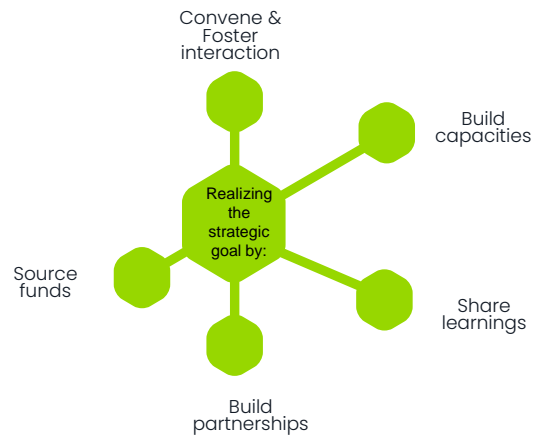 Convene &
Foster
interaction
Build
capacities
Realizing
the
strategic
goal by:
Source
funds
Share
learnings
Build
partnerships